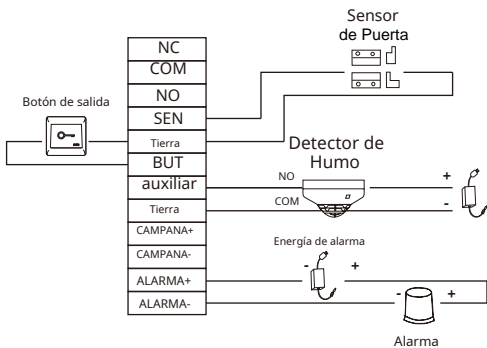 Sensor
de Puerta
NC
COM
NO
SEN
Tierra
BUT
auxiliar
Tierra
CAMPANA+
CAMPANA-
ALARMA+
ALARMA-
Botón de salida
Detector de
Humo
NO
COM
+
-
Energía de alarma
- +
- +
Alarma